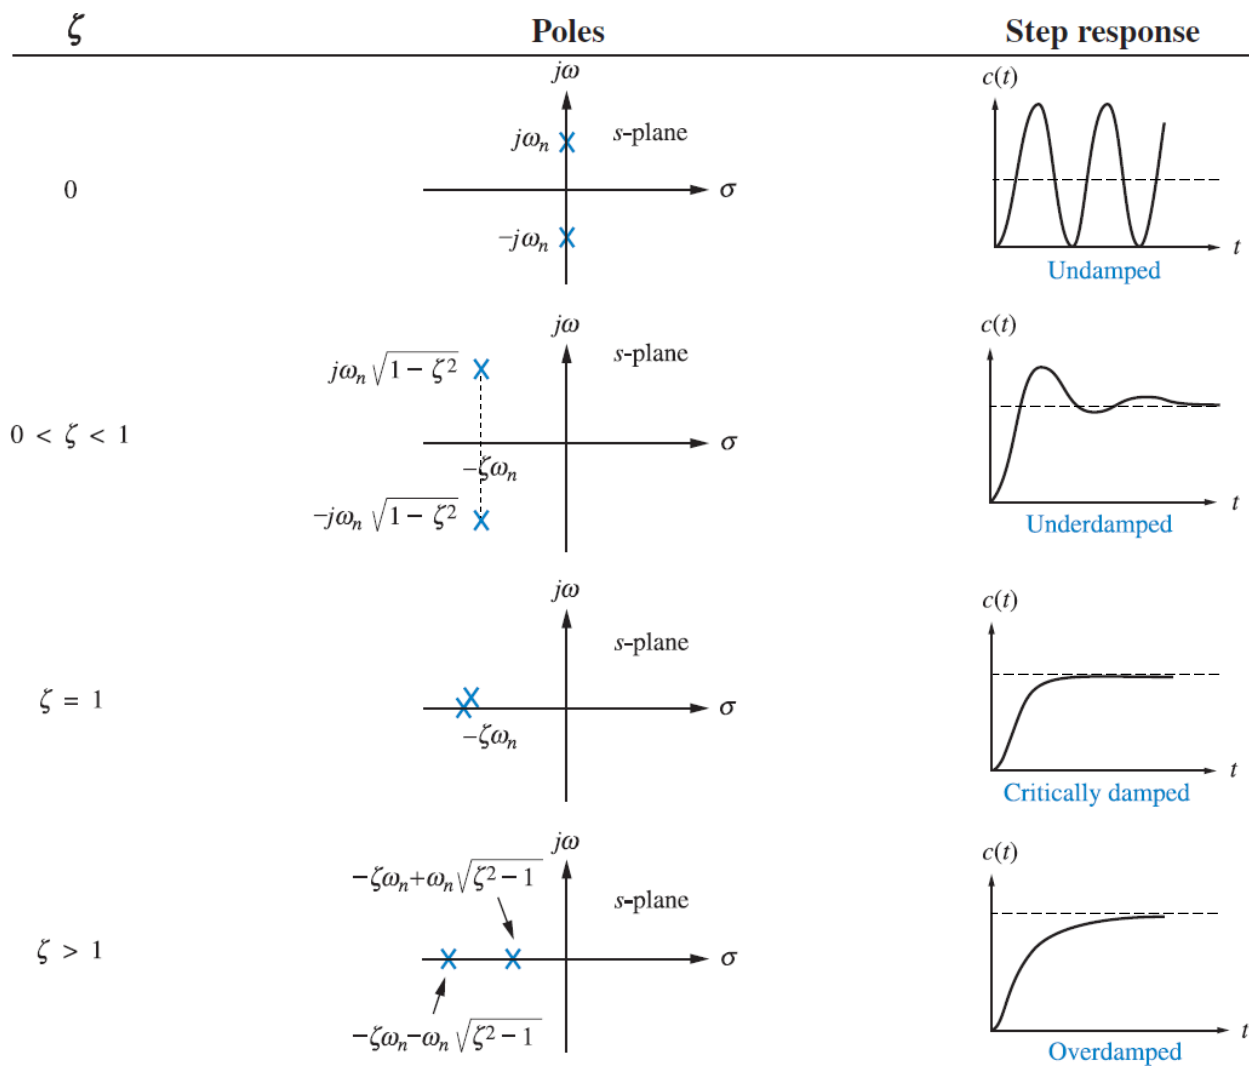 ζ Poles Step response
jω
c(t)
jωₙ s-plane
0
σ
−jωₙ
t
Undamped
jω
c(t)
s-plane
jωₙ√(1 − ζ²)
0 < ζ < 1
σ
−ζωₙ
−jωₙ√(1 − ζ²)
t
Underdamped
jω
c(t)
s-plane
ζ = 1
σ
−ζωₙ
t
Critically damped
jω
c(t)
−ζωₙ+ωₙ√(ζ² − 1)
s-plane
ζ > 1
σ
−ζωₙ−ωₙ√(ζ² − 1)
t
Overdamped